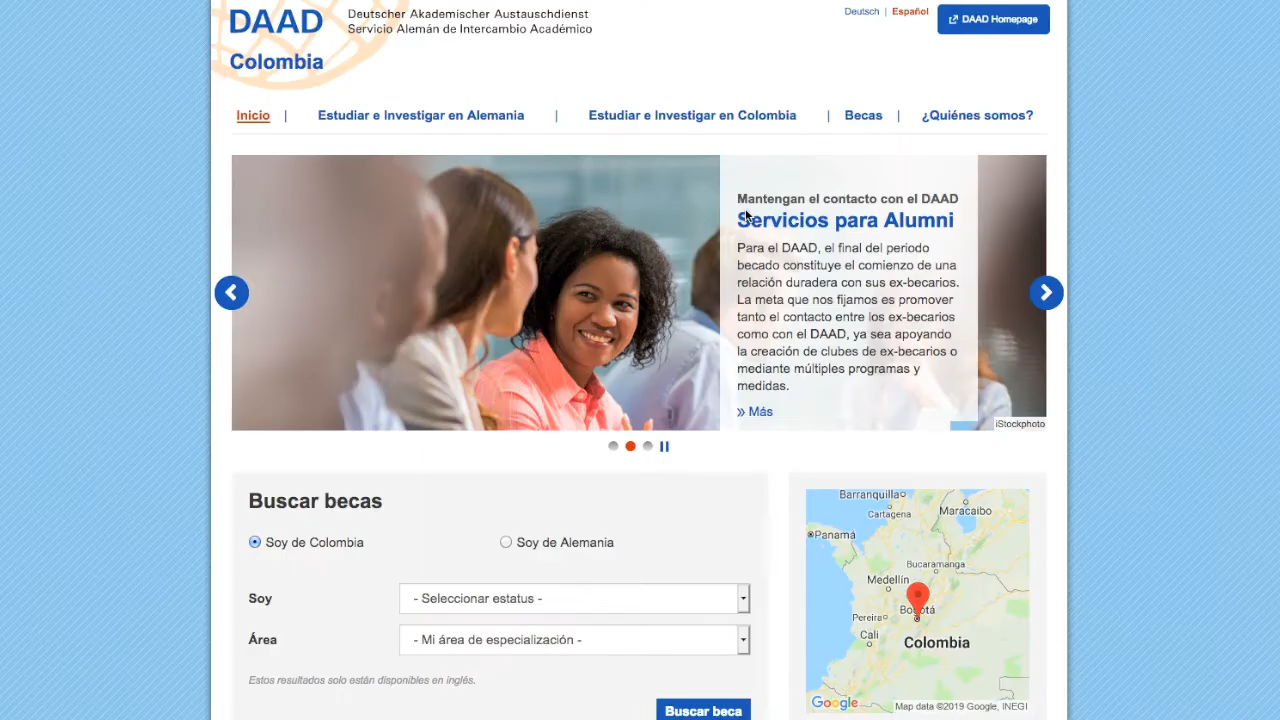 DAAD
Deutscher Akademischer Austauschdienst
Servicio Alemán de Intercambio Académico
Colombia
Deutsch | Español
DAAD Homepage
Inicio | Estudiar e Investigar en Alemania | Estudiar e Investigar en Colombia | Becas | ¿Quiénes somos?
Mantengan el contacto con el DAAD
Servicios para Alumni
Para el DAAD, el final del periodo
becado constituye el comienzo de una
relación duradera con sus ex-becarios.
La meta que nos fijamos es promover
tanto el contacto entre los ex-becarios
como con el DAAD, ya sea apoyando
la creación de clubes de ex-becarios o
mediante múltiples programas y
medidas.
» Más
iStockphoto
Buscar becas
Soy de Colombia
Soy de Alemania
Soy
- Seleccionar estatus -
Área
- Mi área de especialización -
Estos resultados solo están disponibles en inglés.
Buscar beca
Barranquilla
Cartagena
Maracaibo
Panamá
Bucaramanga
Medellín
Bogotá
Pereira
Cali
Colombia
Google
Map data ©2019 Google, INEGI